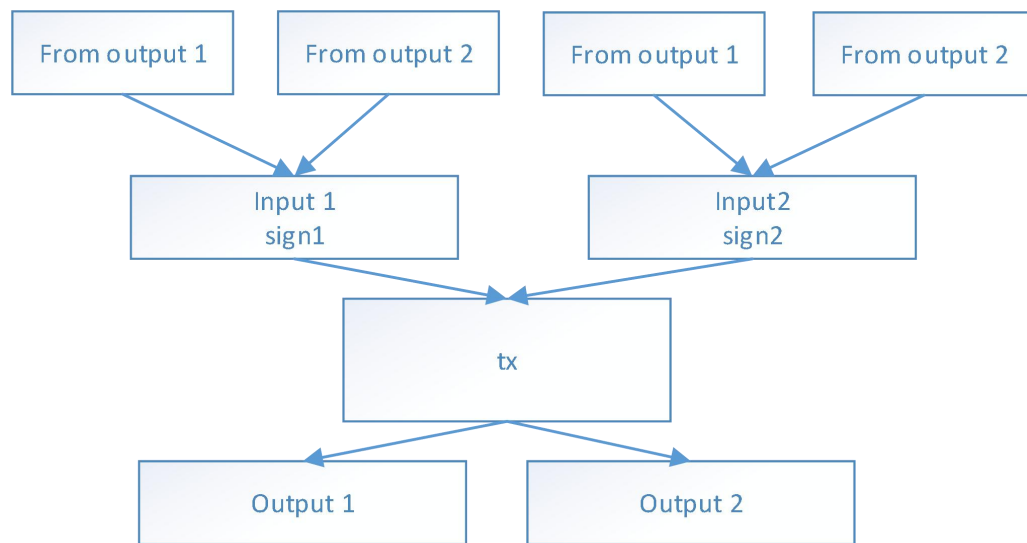 From output 1
From output 2
From output 1
From output 2
Input 1
sign1
Input2
sign2
tx
Output 1
Output 2